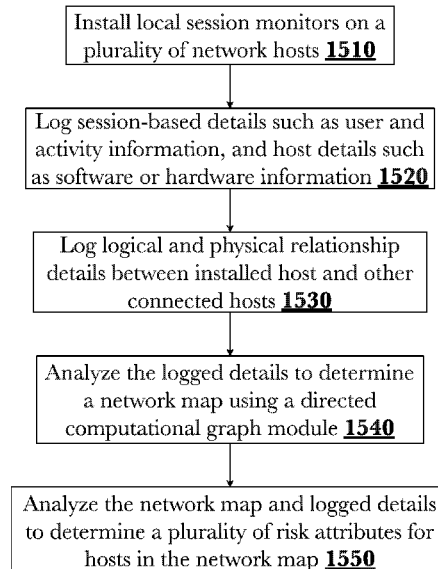 Install local session monitors on a
plurality of network hosts 1510
Log session-based details such as user and
activity information, and host details such
as software or hardware information 1520
Log logical and physical relationship
details between installed host and other
connected hosts 1530
Analyze the logged details to determine
a network map using a directed
computational graph module 1540
Analyze the network map and logged details
to determine a plurality of risk attributes for
hosts in the network map 1550